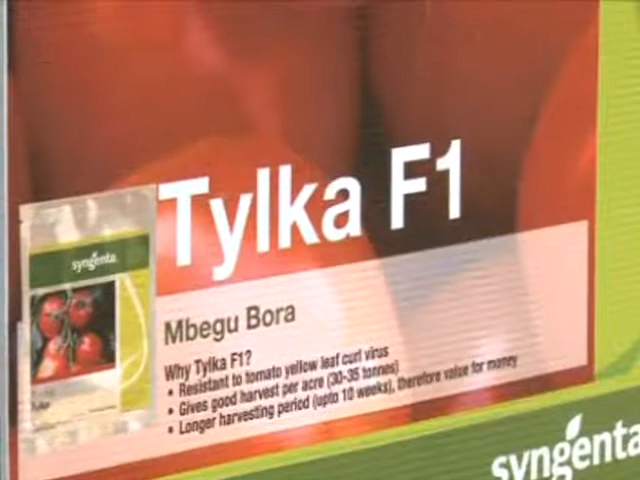 Tylka F1
syngenta
Mbegu Bora
Why Tylka F1?
• Resistant to tomato yellow leaf curl virus
• Gives good harvest per acre (30-35 tonnes)
• Longer harvesting period (upto 10 weeks), therefore value for money
syngenta